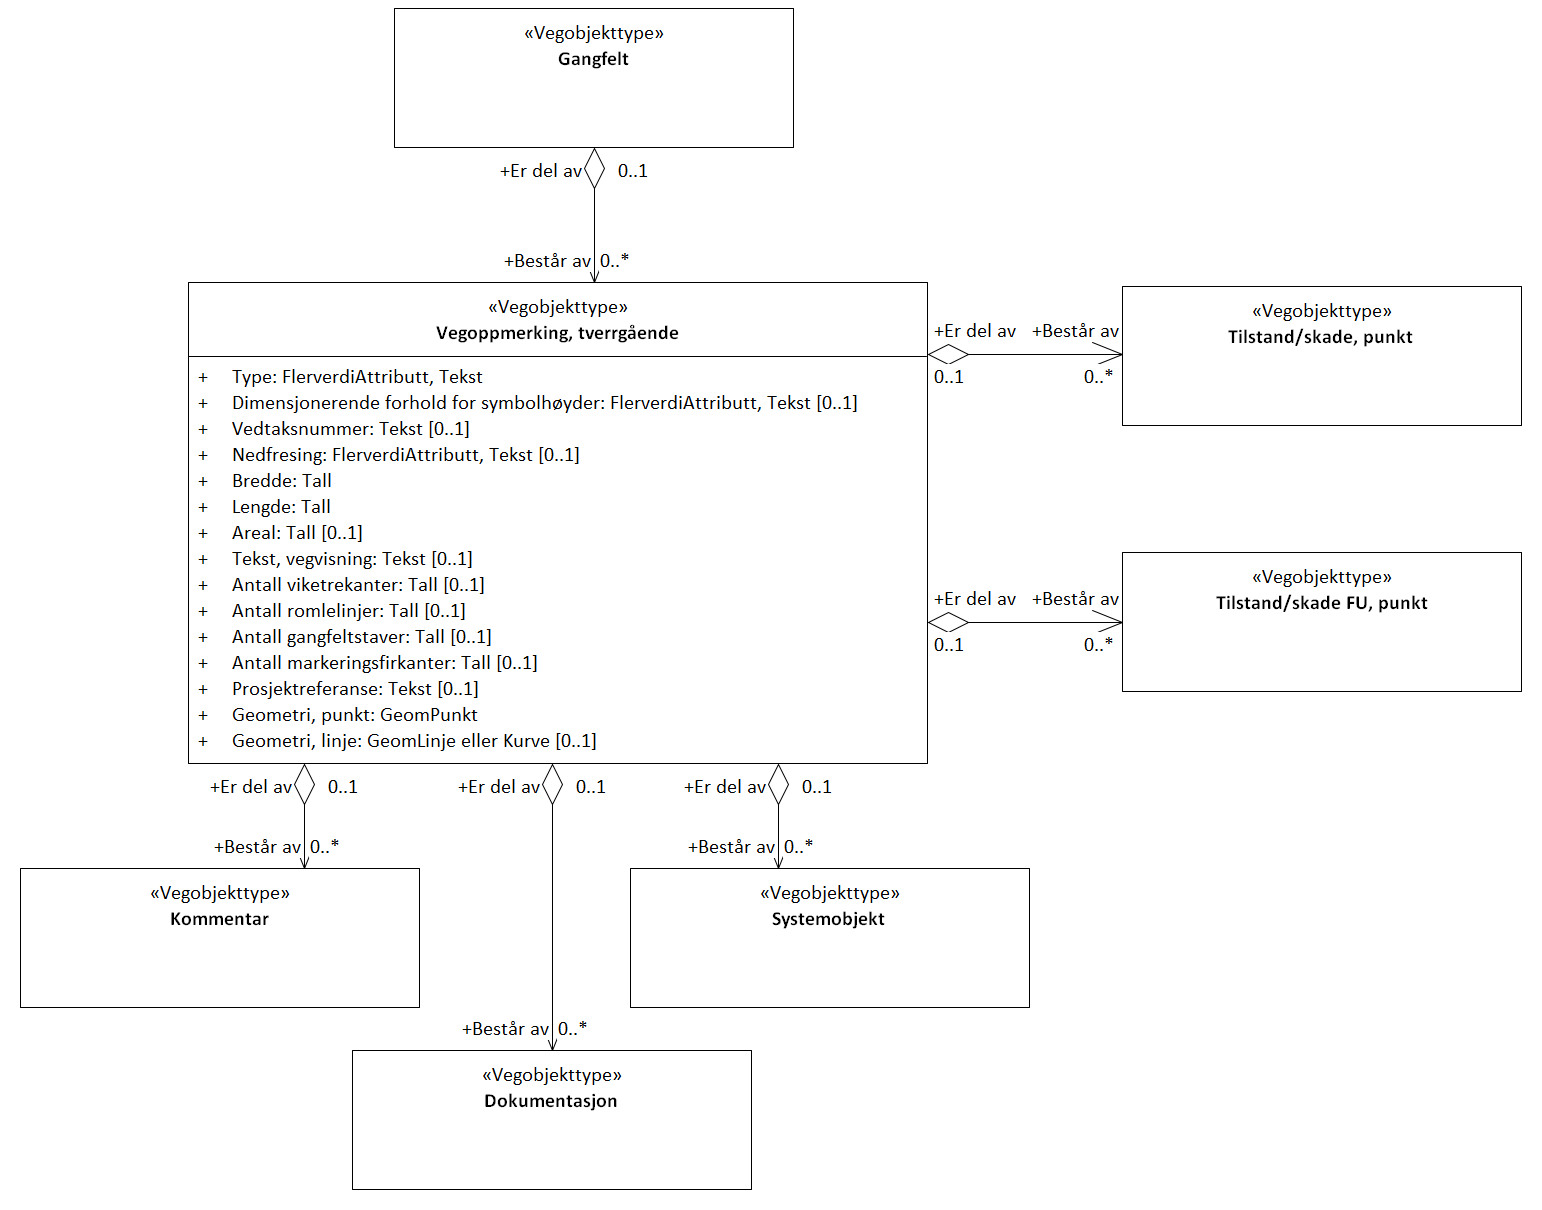 «Vegobjekttype»
Gangfelt
+Er del av 0..1
+Består av 0..*
«Vegobjekttype»
Vegoppmerking, tverrgående
+ Type: FlerverdiAttributt, Tekst
+ Dimensjonerende forhold for symbolhøyder: FlerverdiAttributt, Tekst [0..1]
+ Vedtaksnummer: Tekst [0..1]
+ Nedfresing: FlerverdiAttributt, Tekst [0..1]
+ Bredde: Tall
+ Lengde: Tall
+ Areal: Tall [0..1]
+ Tekst, vegvisning: Tekst [0..1]
+ Antall viketrekanter: Tall [0..1]
+ Antall romlelinjer: Tall [0..1]
+ Antall gangfeltstaver: Tall [0..1]
+ Antall markeringsfirkanter: Tall [0..1]
+ Prosjektreferanse: Tekst [0..1]
+ Geometri, punkt: GeomPunkt
+ Geometri, linje: GeomLinje eller Kurve [0..1]
+Er del av +Består av
0..1 0..*
«Vegobjekttype»
Tilstand/skade, punkt
+Er del av +Består av
0..1 0..*
«Vegobjekttype»
Tilstand/skade FU, punkt
+Er del av 0..1 +Er del av 0..1 +Er del av 0..1
+Består av 0..* +Består av 0..*
«Vegobjekttype»
Kommentar
«Vegobjekttype»
Systemobjekt
+Består av 0..*
«Vegobjekttype»
Dokumentasjon